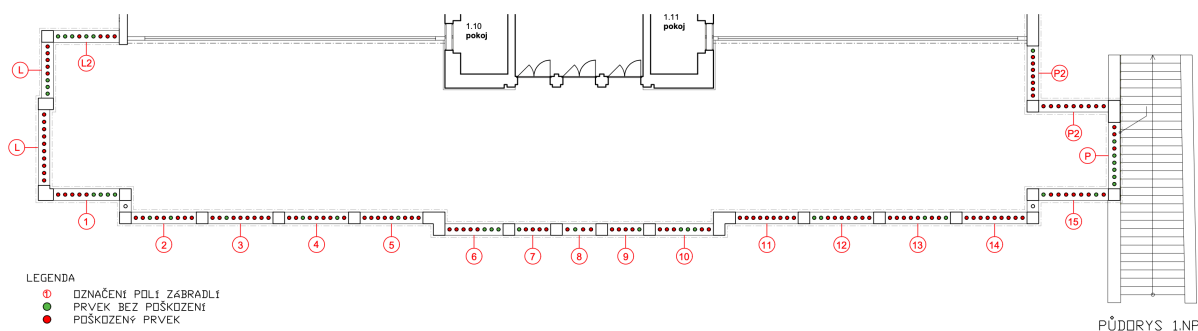 1.10
pokoj
1.11
pokoj
L
L2
P2
P2
L
P
1
15
2
3
4
5
6
7
8
9
10
11
12
13
14
LEGENDA
① OZNAČENÍ POLÍ ZÁBRADLÍ
PRVEK BEZ POŠKOZENÍ
POŠKOZENÝ PRVEK
PŮDORYS 1.NP